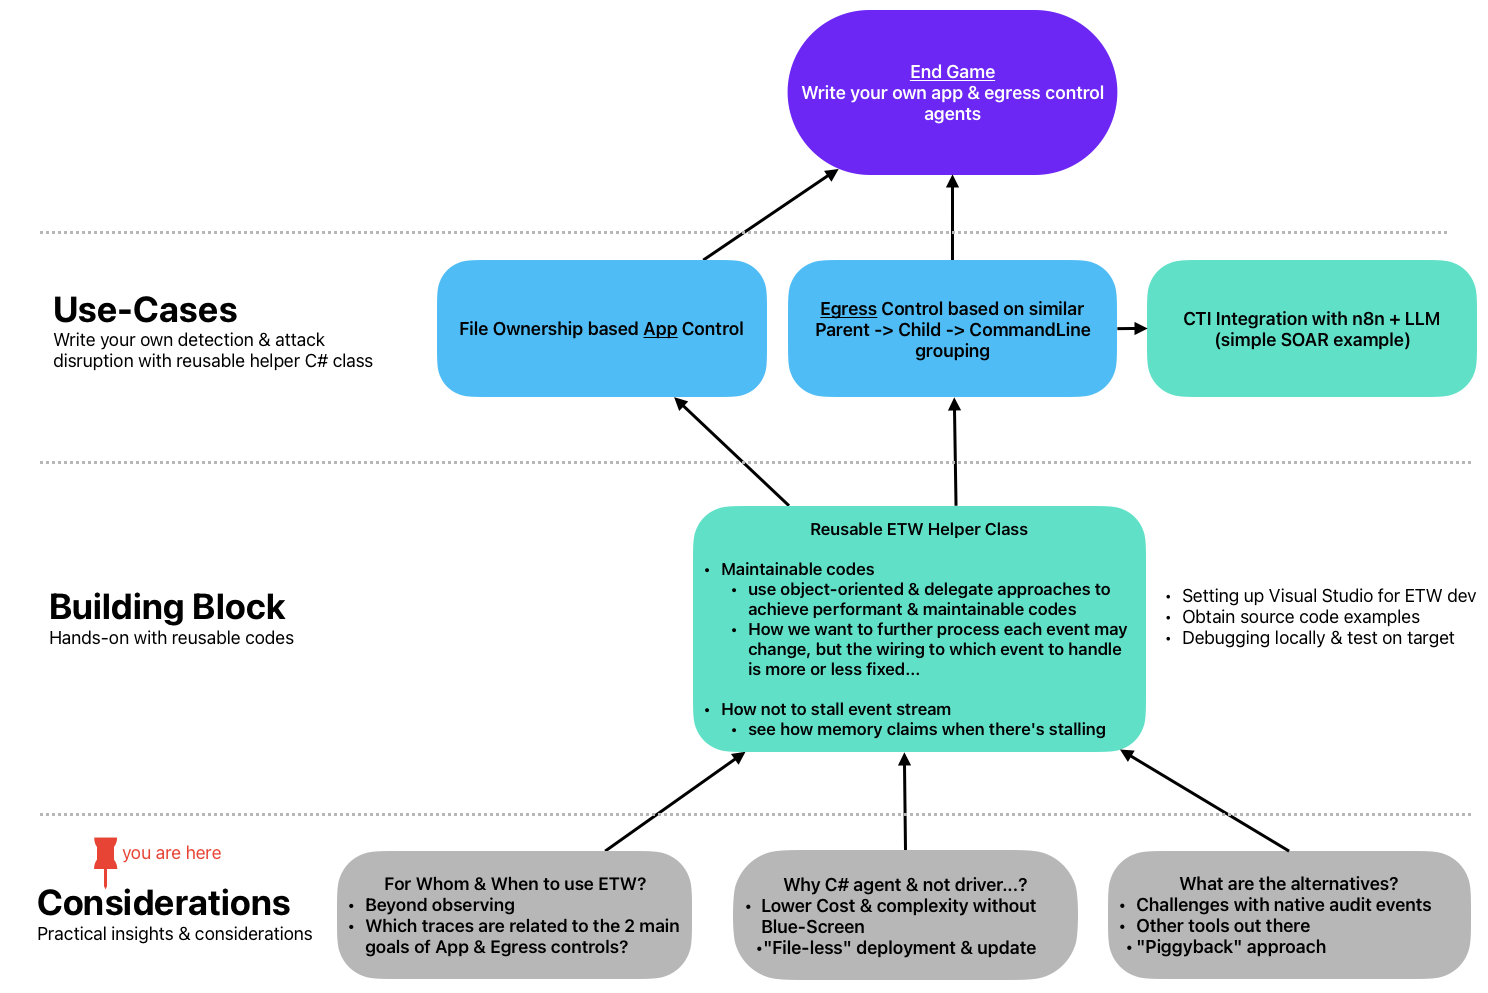 End Game
Write your own app & egress control
agents
Use-Cases
Write your own detection & attack
disruption with reusable helper C# class
File Ownership based App Control
Egress Control based on similar
Parent -> Child -> CommandLine
grouping
CTI Integration with n8n + LLM
(simple SOAR example)
Building Block
Hands-on with reusable codes
Reusable ETW Helper Class
• Maintainable codes
• use object-oriented & delegate approaches to
achieve performant & maintainable codes
• How we want to further process each event may
change, but the wiring to which event to handle
is more or less fixed...
• How not to stall event stream
• see how memory claims when there's stalling
• Setting up Visual Studio for ETW dev
• Obtain source code examples
• Debugging locally & test on target
you are here
Considerations
Practical insights & considerations
For Whom & When to use ETW?
• Beyond observing
• Which traces are related to the 2 main
goals of App & Egress controls?
Why C# agent & not driver...?
• Lower Cost & complexity without
Blue-Screen
• "File-less" deployment & update
What are the alternatives?
• Challenges with native audit events
• Other tools out there
• "Piggyback" approach